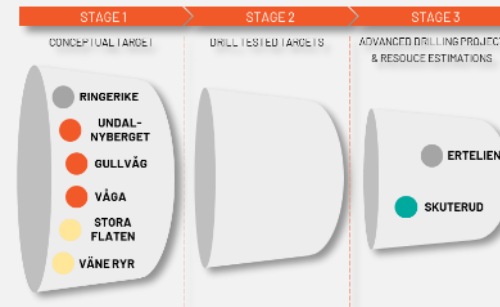 STAGE 1
STAGE 2
STAGE 3
CONCEPTUAL TARGET
DRILL TESTED TARGETS
ADVANCED DRILLING PROJECT
& RESOUCE ESTIMATIONS
RINGERIKE
UNDAL-
NYBERGET
GULLVÅG
VÅGA
STORA
FLATEN
VÄNE RYR
ERTELIEN
SKUTERUD